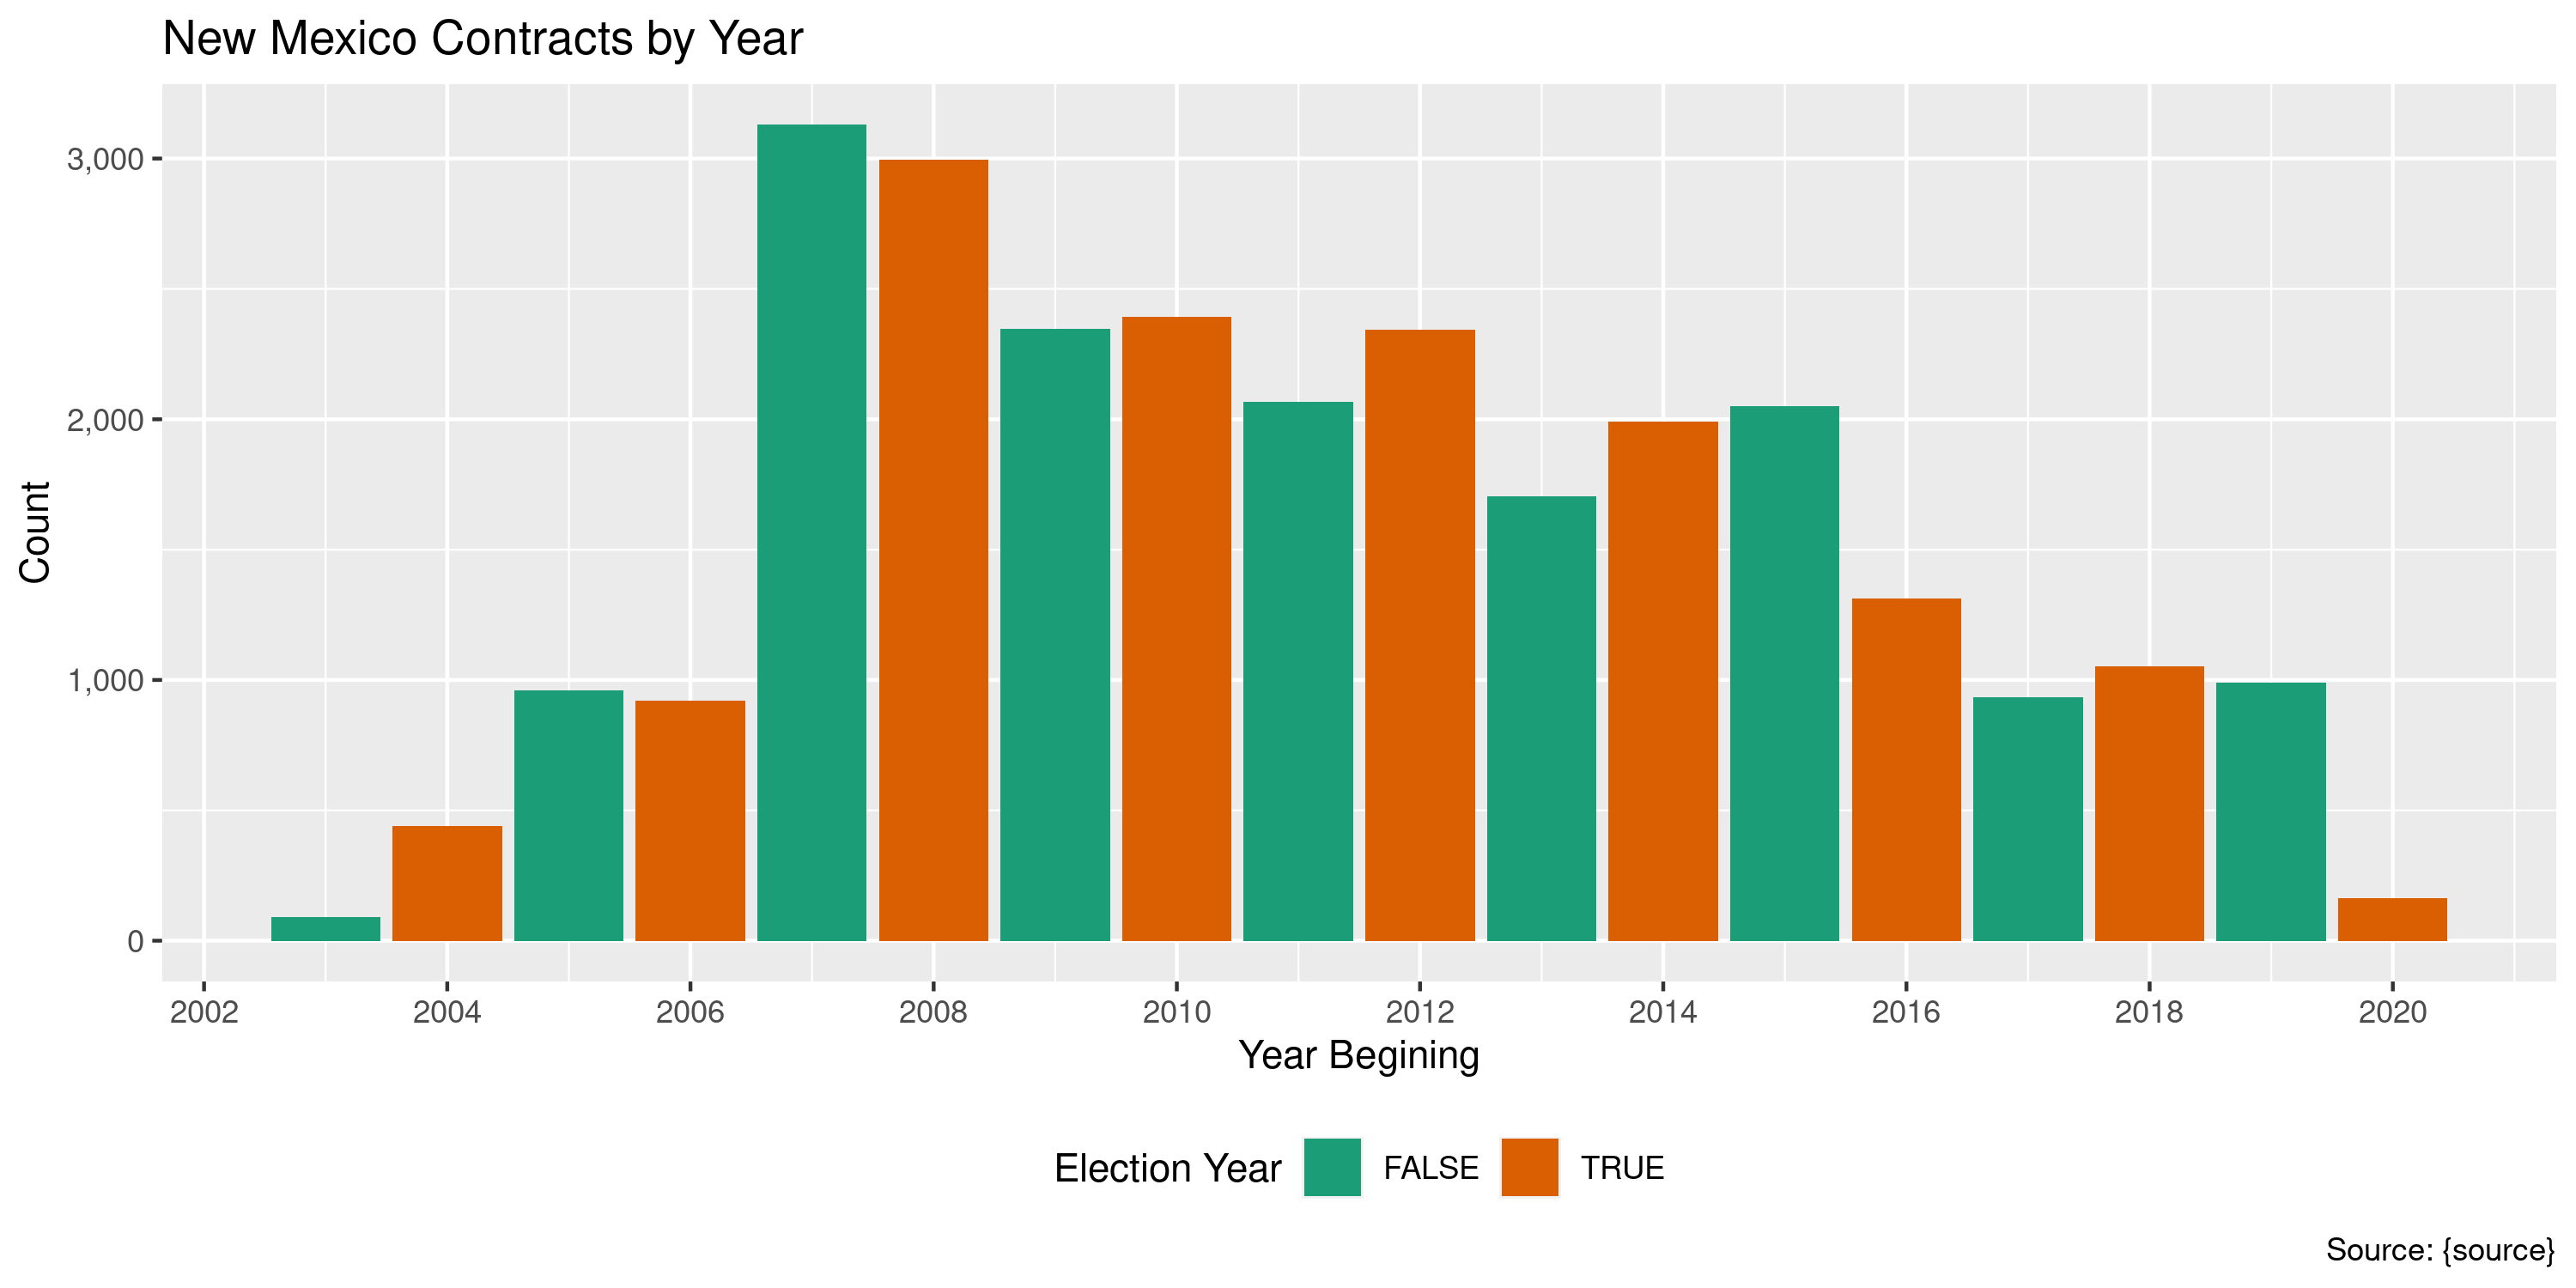 New Mexico Contracts by Year
3,000
2,000
1,000
0
Count
2002 2004 2006 2008 2010 2012 2014 2016 2018 2020
Year Begining
Election Year FALSE TRUE
Source: {source}